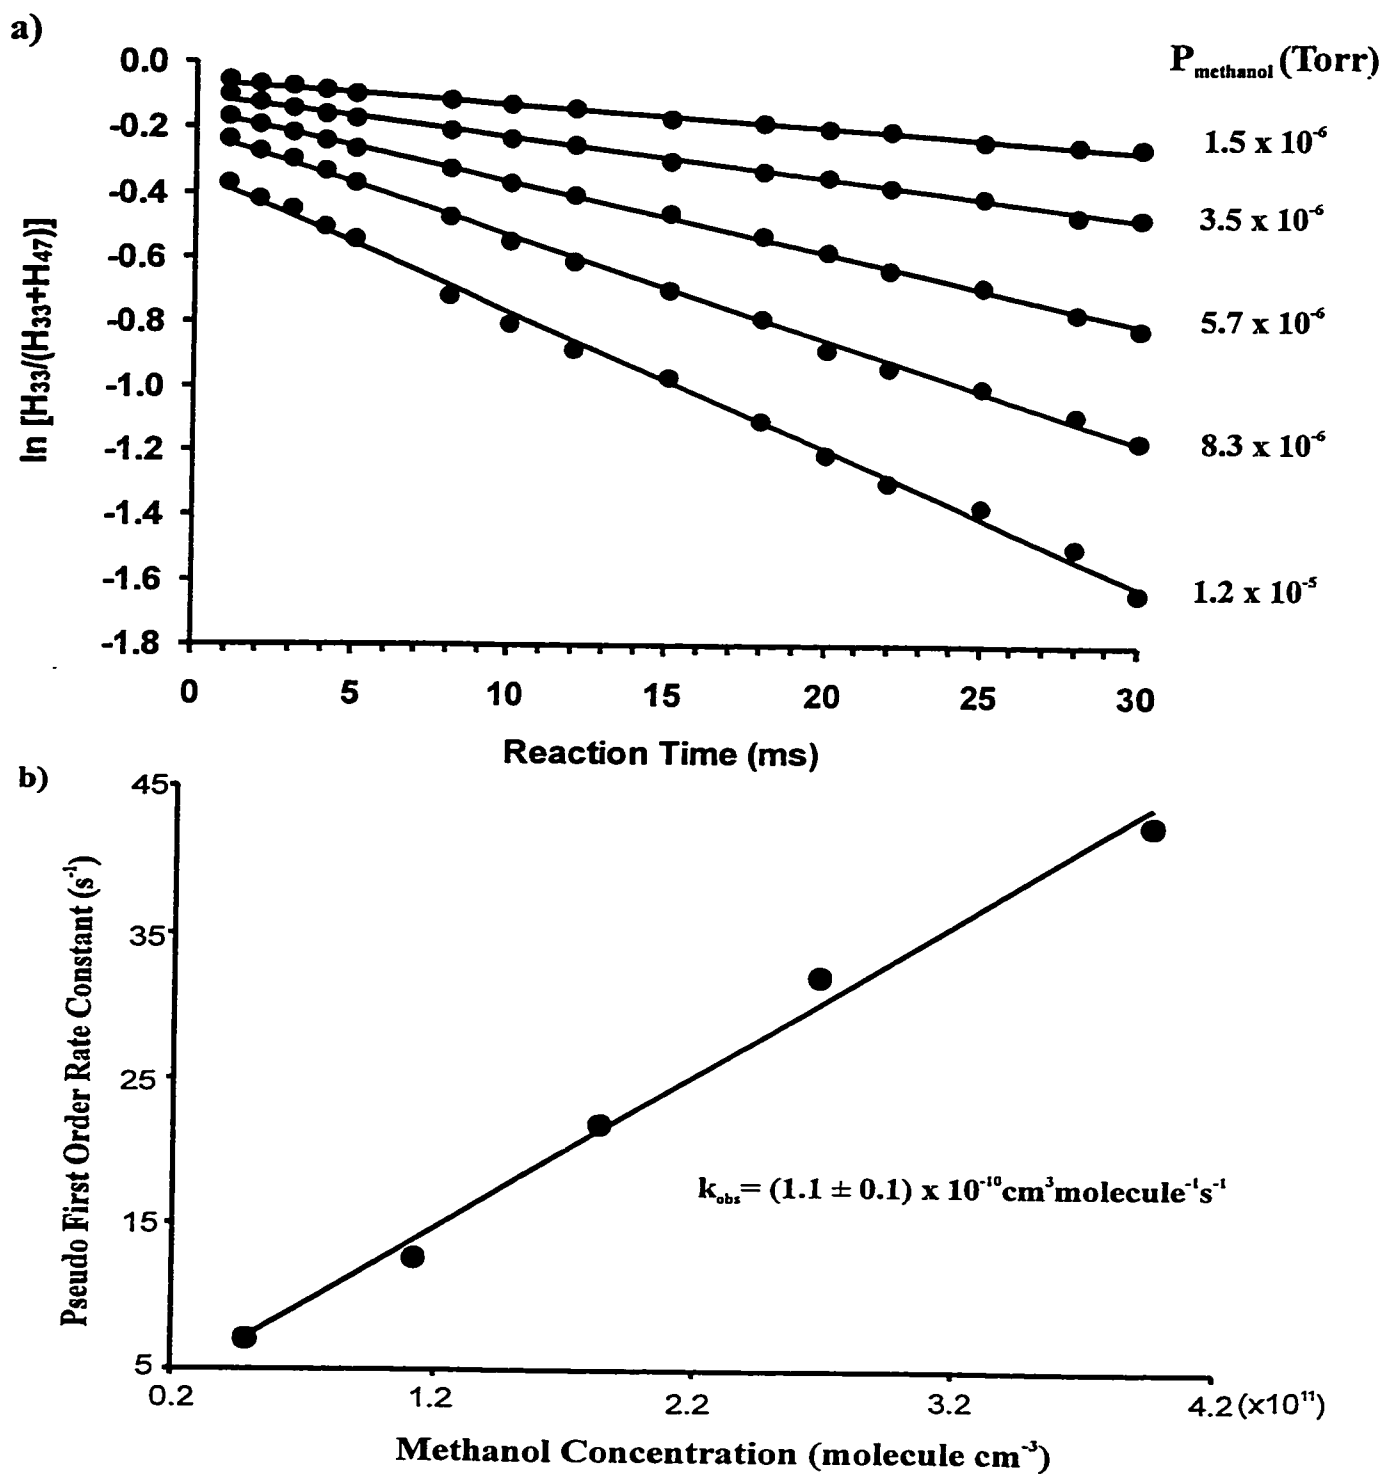 a)
P_methanol (Torr)
0.0
-0.2
-0.4
-0.6
-0.8
-1.0
-1.2
-1.4
-1.6
-1.8
ln [H33/(H33+H47)]
1.5 x 10⁻⁶
3.5 x 10⁻⁶
5.7 x 10⁻⁶
8.3 x 10⁻⁶
1.2 x 10⁻⁵
0 5 10 15 20 25 30
Reaction Time (ms)
b)
45
35
25
15
5
Pseudo First Order Rate Constant (s⁻¹)
k_obs= (1.1 ± 0.1) x 10⁻¹⁰cm³molecule⁻¹s⁻¹
0.2 1.2 2.2 3.2 4.2 (x10¹¹)
Methanol Concentration (molecule cm⁻³)